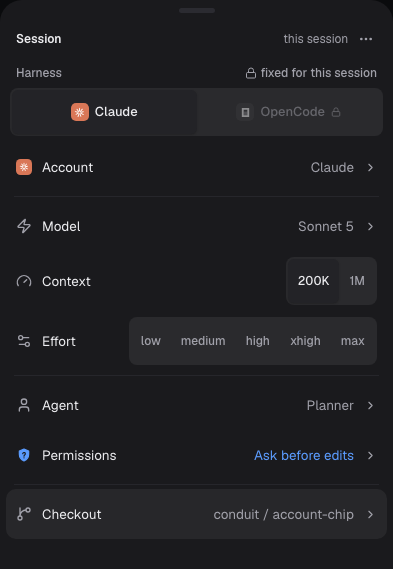 Session this session ...
Harness fixed for this session
Claude OpenCode
Account Claude
Model Sonnet 5
Context 200K 1M
Effort low medium high xhigh max
Agent Planner
Permissions Ask before edits
Checkout conduit / account-chip